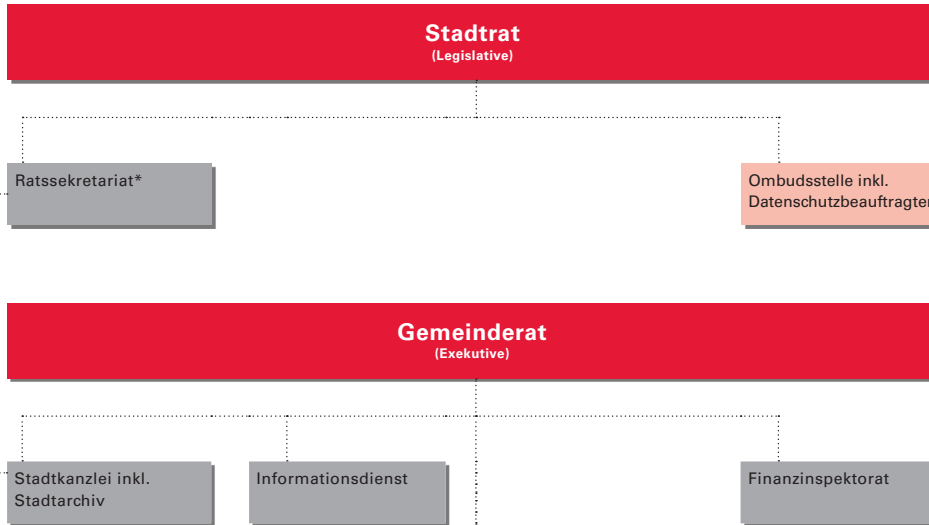 Stadtrat
(Legislative)
Ratssekretariat*
Ombudsstelle inkl.
Datenschutzbeauftragter
Gemeinderat
(Exekutive)
Stadtkanzlei inkl.
Stadtarchiv
Informationsdienst
Finanzinspektorat